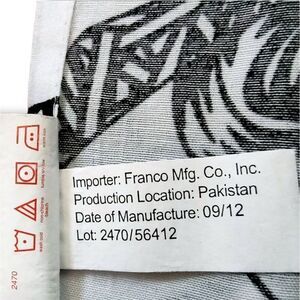 Importer: Franco Mfg. Co., Inc.
Production Location: Pakistan
Date of Manufacture: 09/12
Lot: 2470/56412
2470